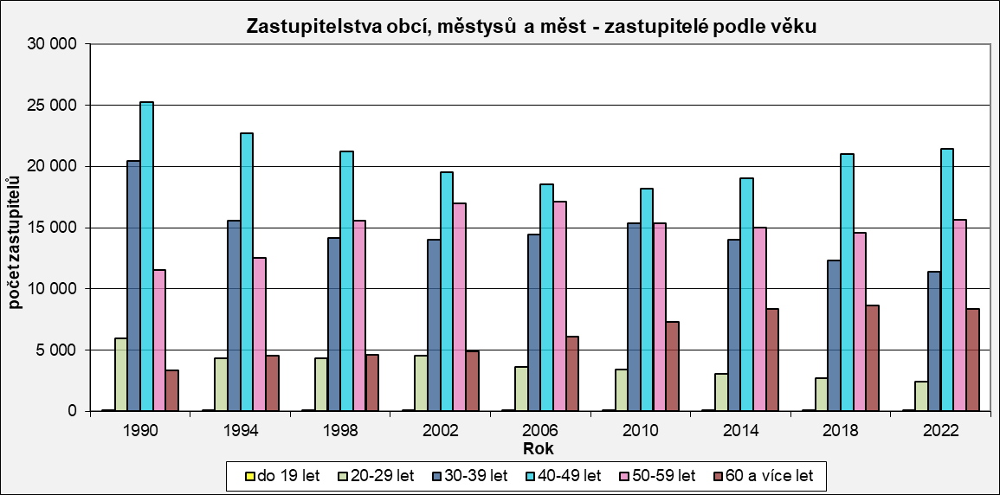 Zastupitelstva obcí, městysů a měst - zastupitelé podle věku
30 000
25 000
20 000
15 000
10 000
5 000
0
počet zastupitelů
1990 1994 1998 2002 2006 2010 2014 2018 2022
Rok
do 19 let 20-29 let 30-39 let 40-49 let 50-59 let 60 a více let